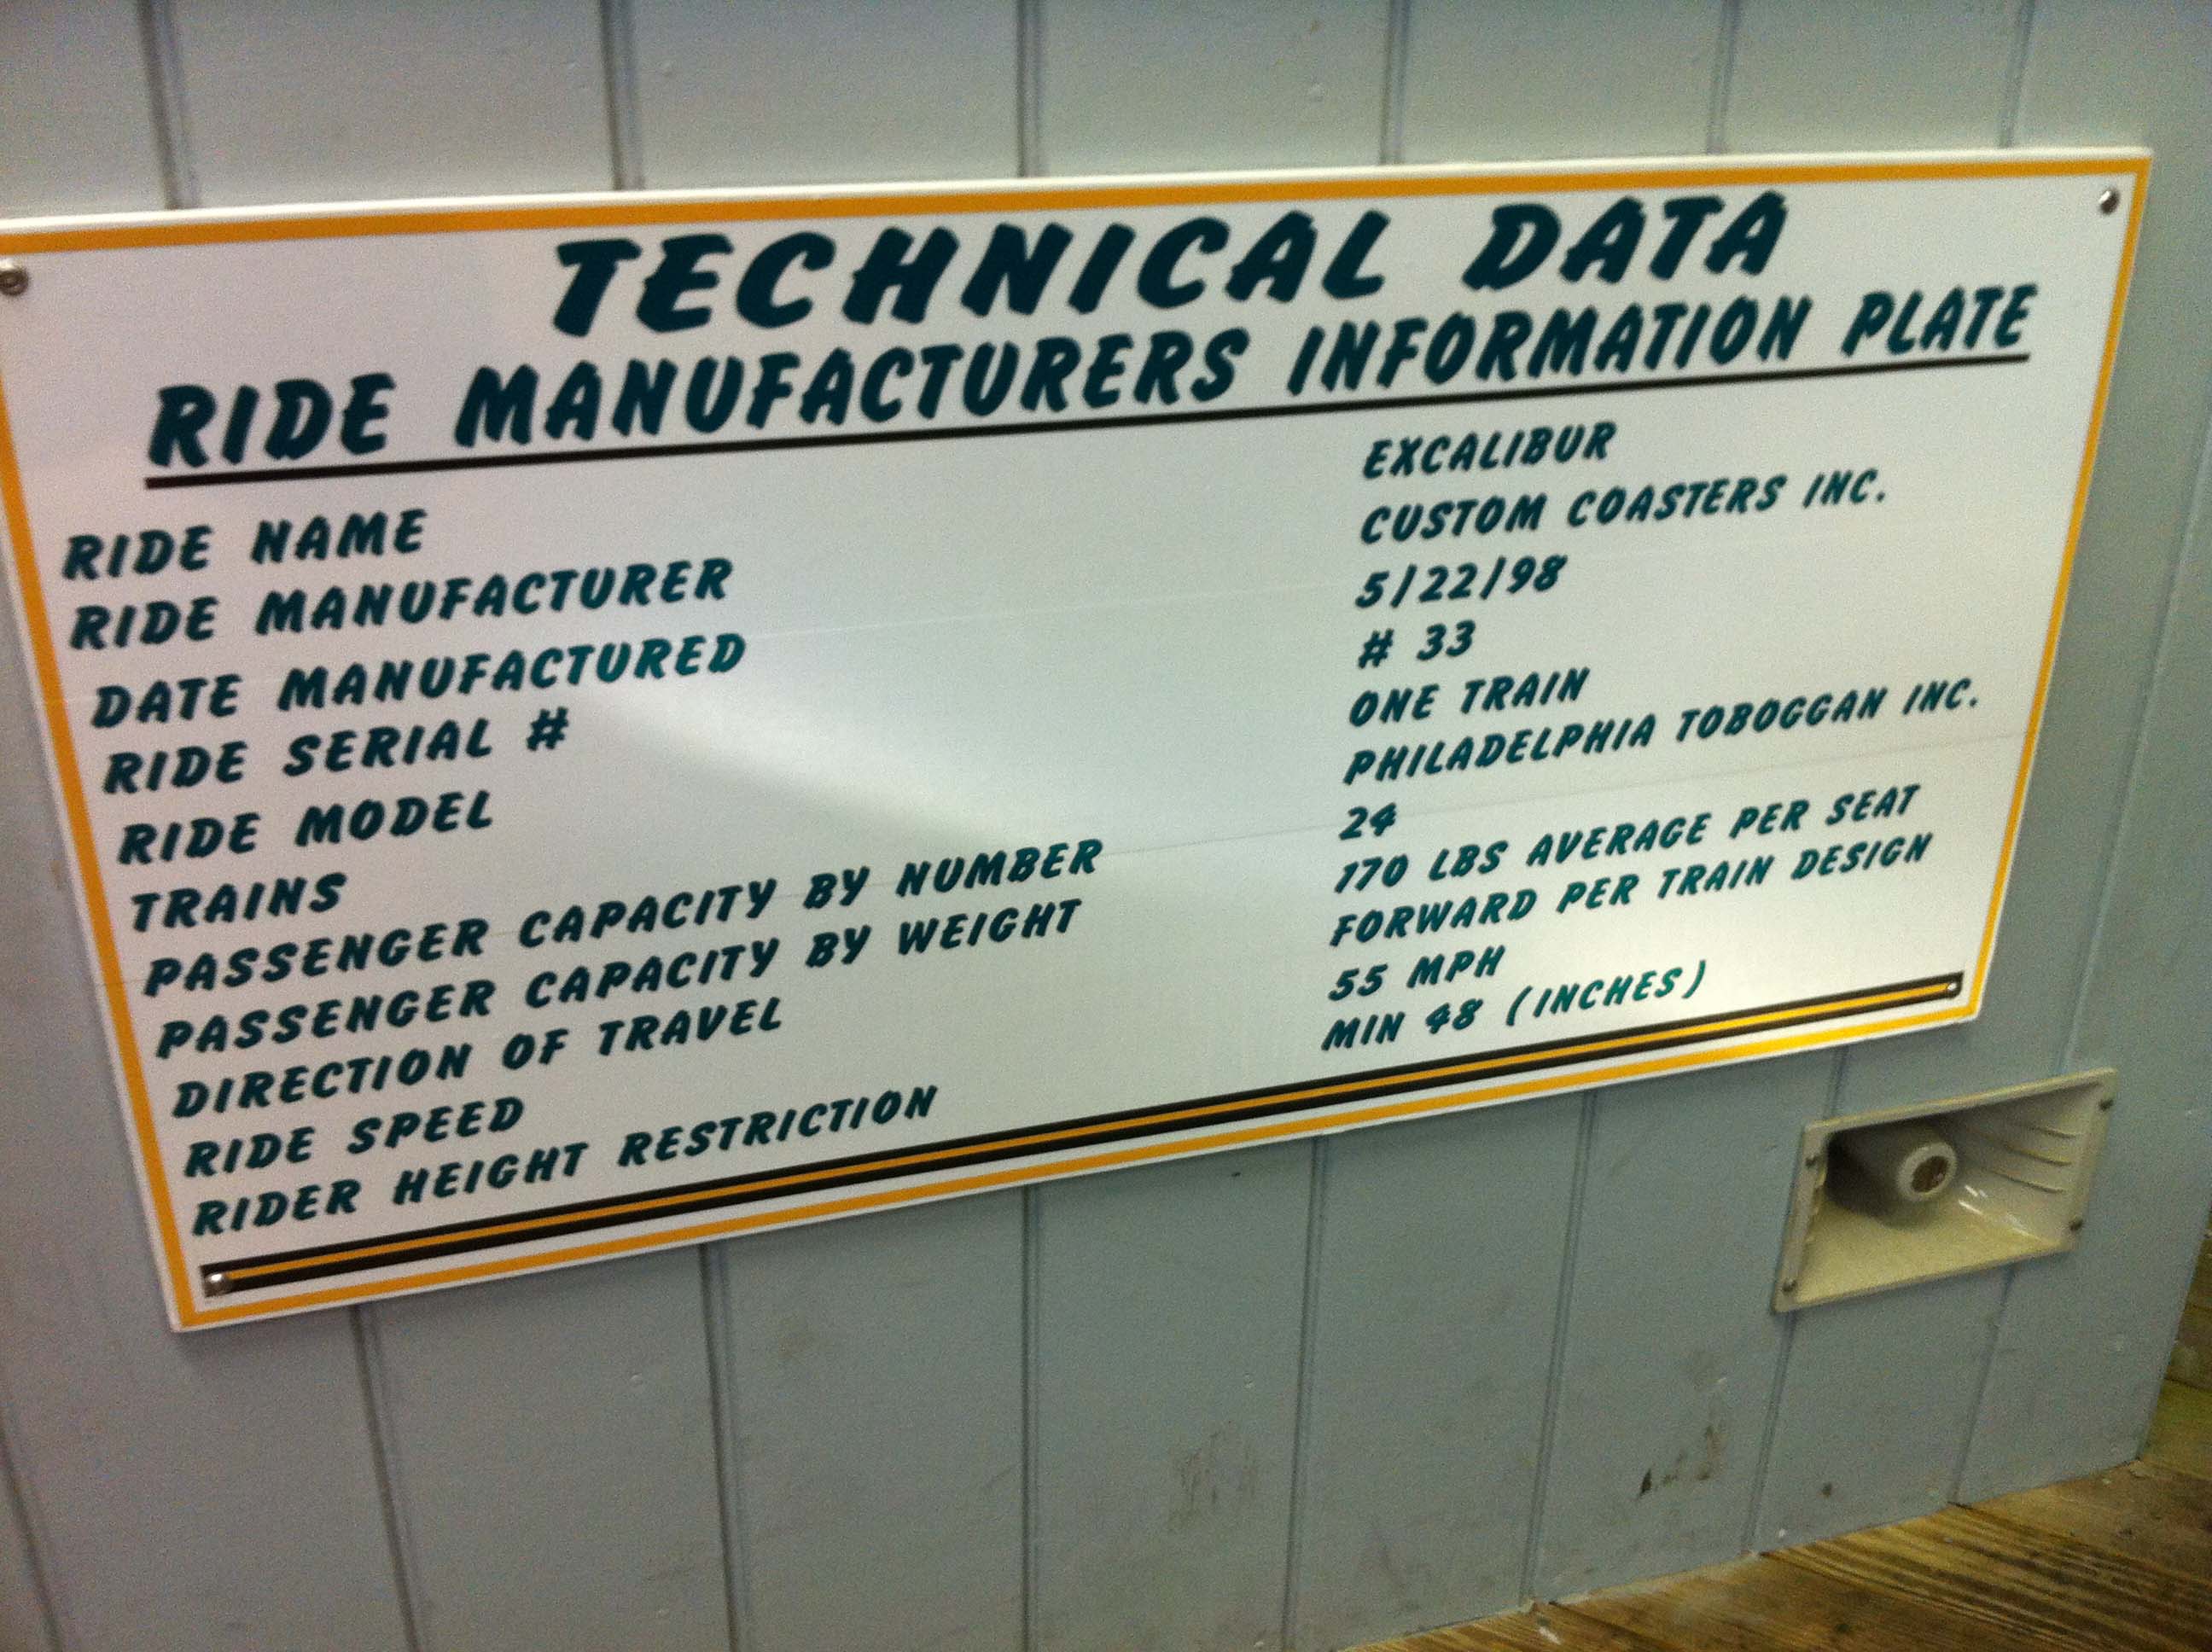 TECHNICAL DATA
RIDE MANUFACTURERS INFORMATION PLATE
RIDE NAME EXCALIBUR
RIDE MANUFACTURER CUSTOM COASTERS INC.
DATE MANUFACTURED 5/22/98
RIDE SERIAL # # 33
RIDE MODEL ONE TRAIN
TRAINS PHILADELPHIA TOBOGGAN INC.
PASSENGER CAPACITY BY NUMBER 24
PASSENGER CAPACITY BY WEIGHT 170 LBS AVERAGE PER SEAT
DIRECTION OF TRAVEL FORWARD PER TRAIN DESIGN
RIDE SPEED 55 MPH
RIDER HEIGHT RESTRICTION MIN 48 (INCHES)